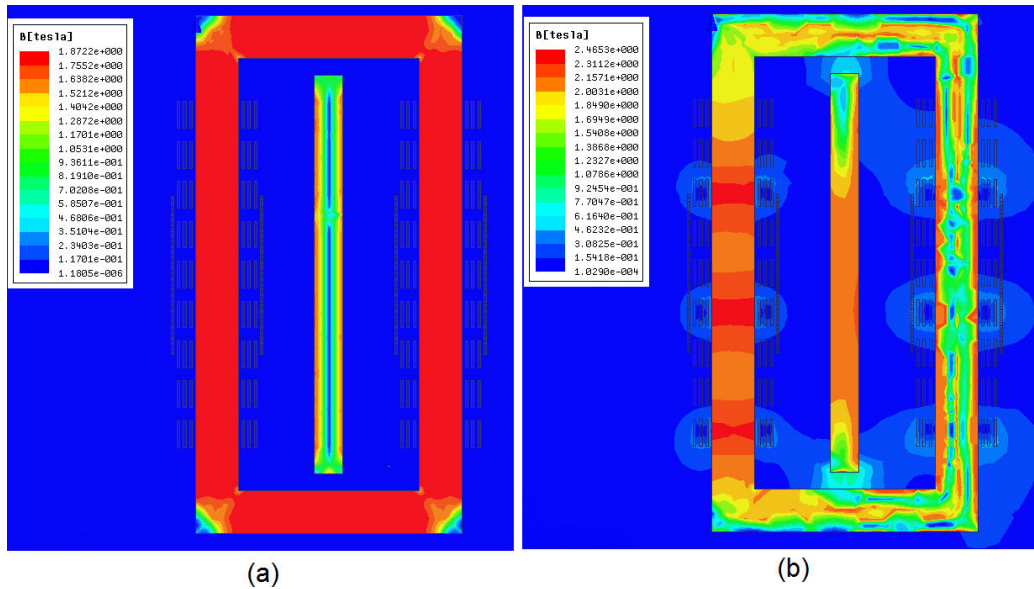 B[tesla]
1.8722e+000
1.7552e+000
1.6382e+000
1.5212e+000
1.4042e+000
1.2872e+000
1.1701e+000
1.0531e+000
9.3611e-001
8.1910e-001
7.0208e-001
5.8507e-001
4.6806e-001
3.5104e-001
2.3403e-001
1.1701e-001
1.1805e-006
B[tesla]
2.4653e+000
2.3112e+000
2.1571e+000
2.0031e+000
1.8490e+000
1.6949e+000
1.5408e+000
1.3868e+000
1.2327e+000
1.0786e+000
9.2454e-001
7.7047e-001
6.1640e-001
4.6232e-001
3.0825e-001
1.5418e-001
1.0290e-004
(a)
(b)